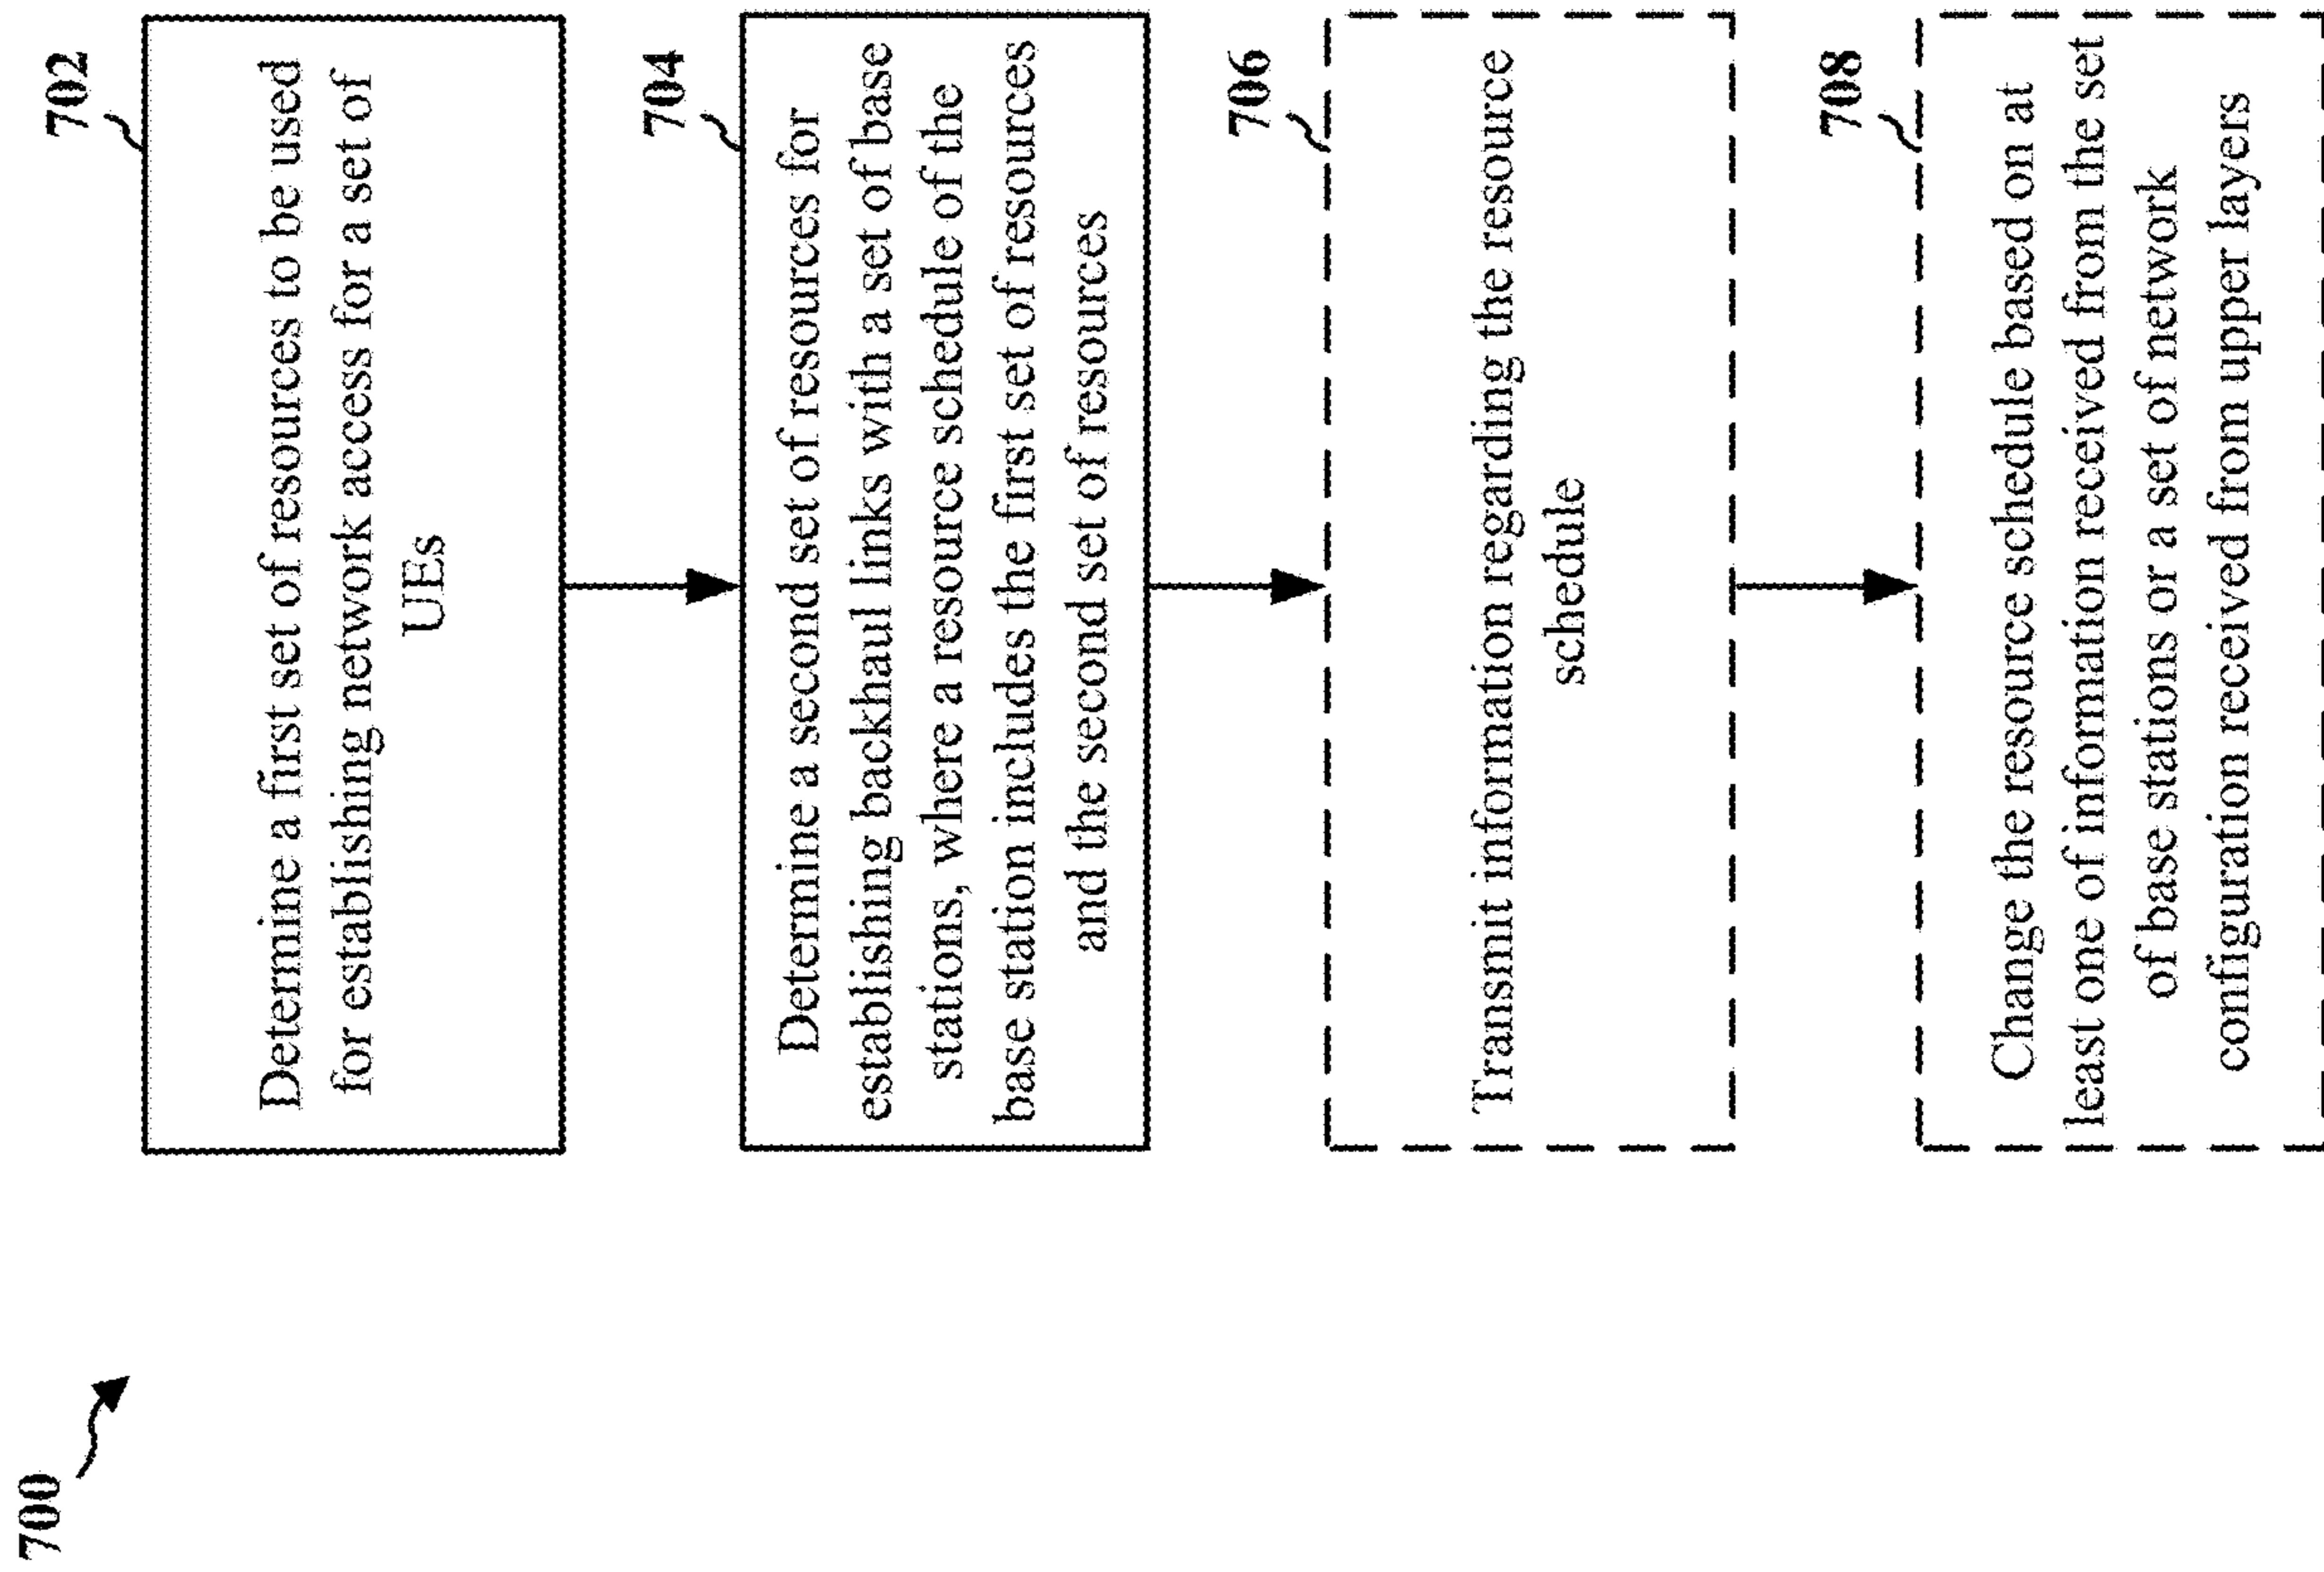 700
702
Determine a first set of resources to be used
for establishing network access for a set of
UEs
704
Determine a second set of resources for
establishing backhaul links with a set of base
stations, where a resource schedule of the
base station includes the first set of resources
and the second set of resources
706
Transmit information regarding the resource
schedule
708
Change the resource schedule based on at
least one of information received from the set
of base stations or a set of network
configuration received from upper layers